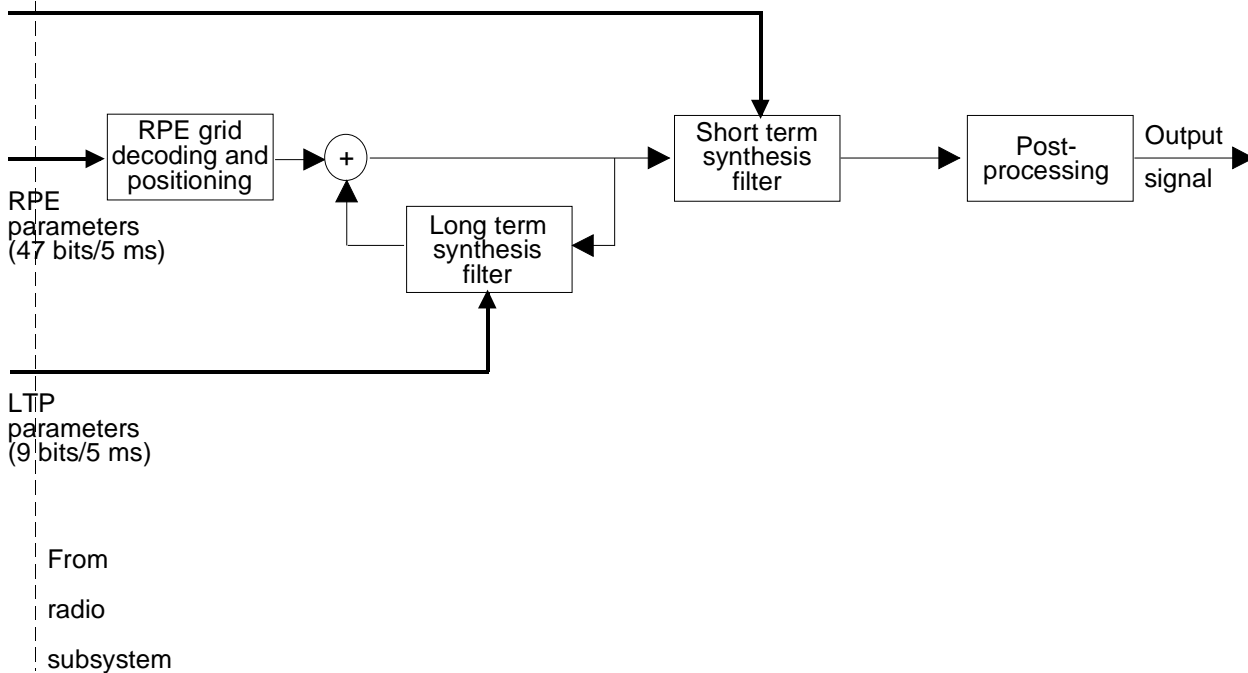 RPE grid
decoding and
positioning
+
Short term
synthesis
filter
Post-
processing
Output
signal
RPE
parameters
(47 bits/5 ms)
Long term
synthesis
filter
LTP
parameters
(9 bits/5 ms)
From
radio
subsystem